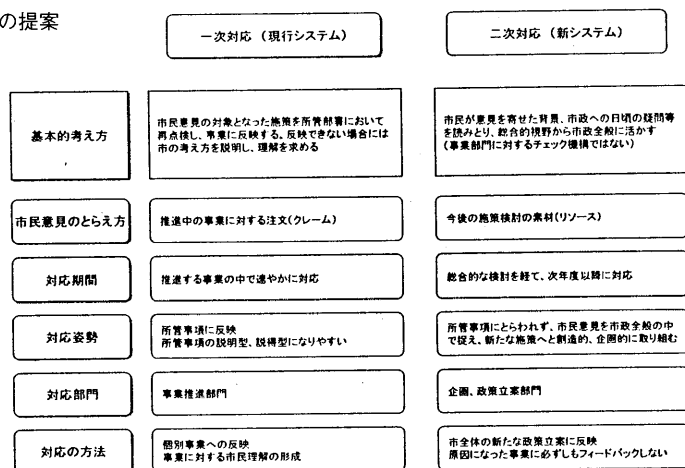 の提案
一次対応（現行システム）
二次対応（新システム）
基本的考え方
市民意見の対象となった施策を所管部署において
再点検し、事業に反映する。反映できない場合には
市の考え方を説明し、理解を求める
市民が意見を寄せた背景、市政への日頃の疑問等
を読みとり、総合的視野から市政全般に活かす
（事業部門に対するチェック機構ではない）
市民意見のとらえ方
推進中の事業に対する注文(クレーム)
今後の施策検討の素材(リソース)
対応期間
推進する事業の中で速やかに対応
総合的な検討を経て、次年度以降に対応
対応姿勢
所管事項に反映
所管事項の説明型、説得型になりやすい
所管事項にとらわれず、市民意見を市政全般の中
で捉え、新たな施策へと創造的、企画的に取り組む
対応部門
事業推進部門
企画、政策立案部門
対応の方法
個別事業への反映
事業に対する市民理解の形成
市全体の新たな政策立案に反映
原因になった事業に必ずしもフィードバックしない